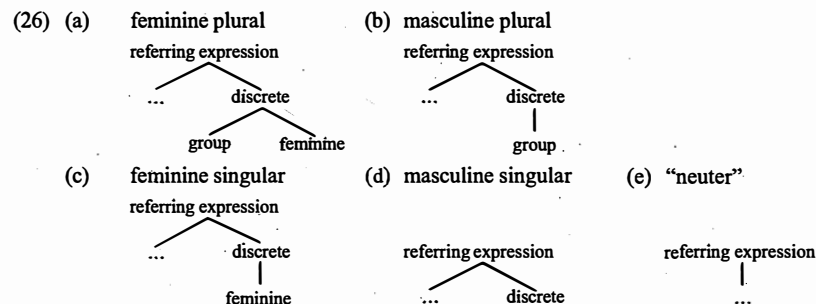 (26) (a) feminine plural (b) masculine plural
referring expression referring expression
... discrete ... discrete
group feminine group
(c) feminine singular (d) masculine singular (e) “neuter”
referring expression
... discrete referring expression referring expression
feminine ... discrete ...